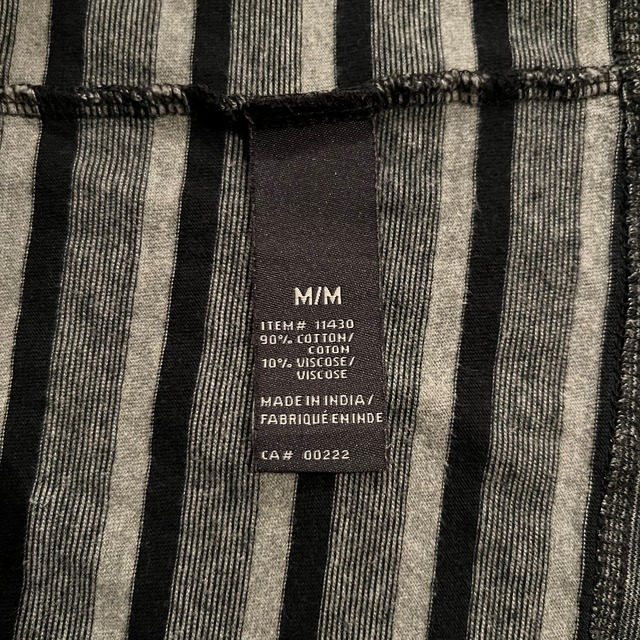 M/M
ITEM# 11430
90% COTTON/
COTON
10% VISCOSE/
VISCOSE
MADE IN INDIA/
FABRIQUÉ EN INDE
CA# 00222